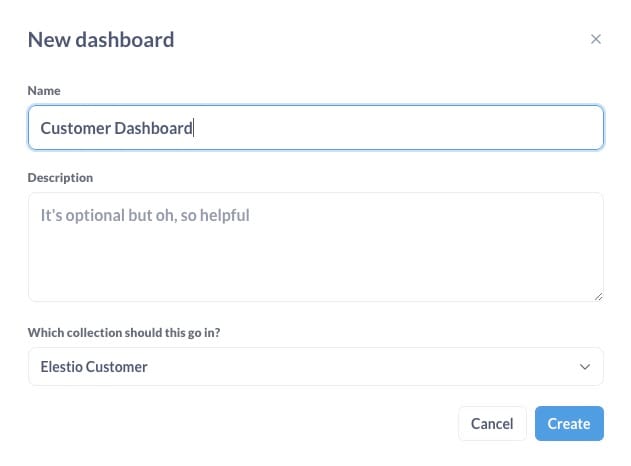 New dashboard
Name
Customer Dashboard
Description
It's optional but oh, so helpful
Which collection should this go in?
Elestio Customer
Cancel
Create